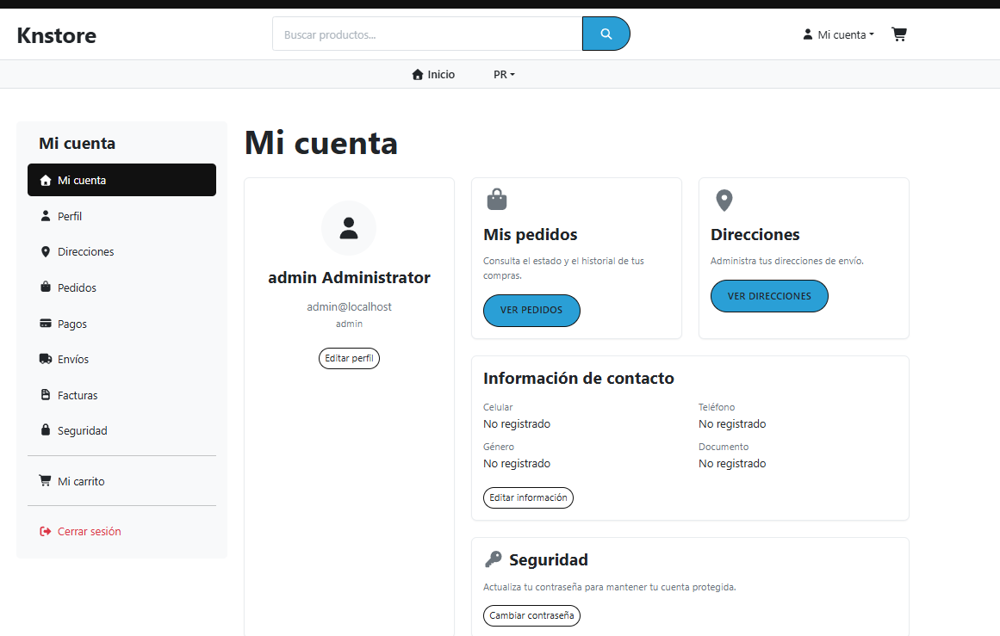 Knstore
Buscar productos...
Mi cuenta
Inicio
PR
Mi cuenta
Mi cuenta
Perfil
Direcciones
Pedidos
Pagos
Envíos
Facturas
Seguridad
Mi carrito
Cerrar sesión
Mi cuenta
admin Administrator
admin@localhost
admin
Editar perfil
Mis pedidos
Consulta el estado y el historial de tus
compras.
VER PEDIDOS
Direcciones
Administra tus direcciones de envío.
VER DIRECCIONES
Información de contacto
Celular
No registrado
Teléfono
No registrado
Género
No registrado
Documento
No registrado
Editar información
Seguridad
Actualiza tu contraseña para mantener tu cuenta protegida.
Cambiar contraseña